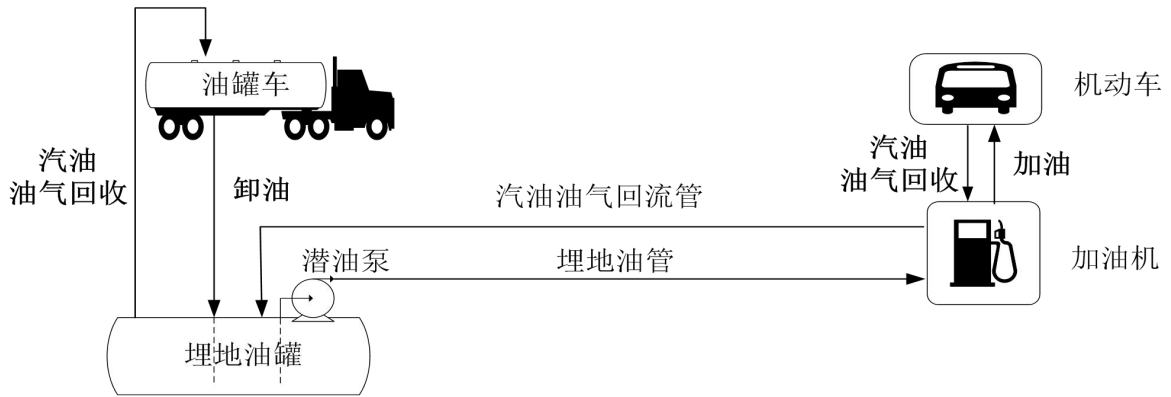 油罐车
机动车
汽油
油气回收
卸油
汽油
油气回收
加油
汽油油气回流管
潜油泵
埋地油管
加油机
埋地油罐